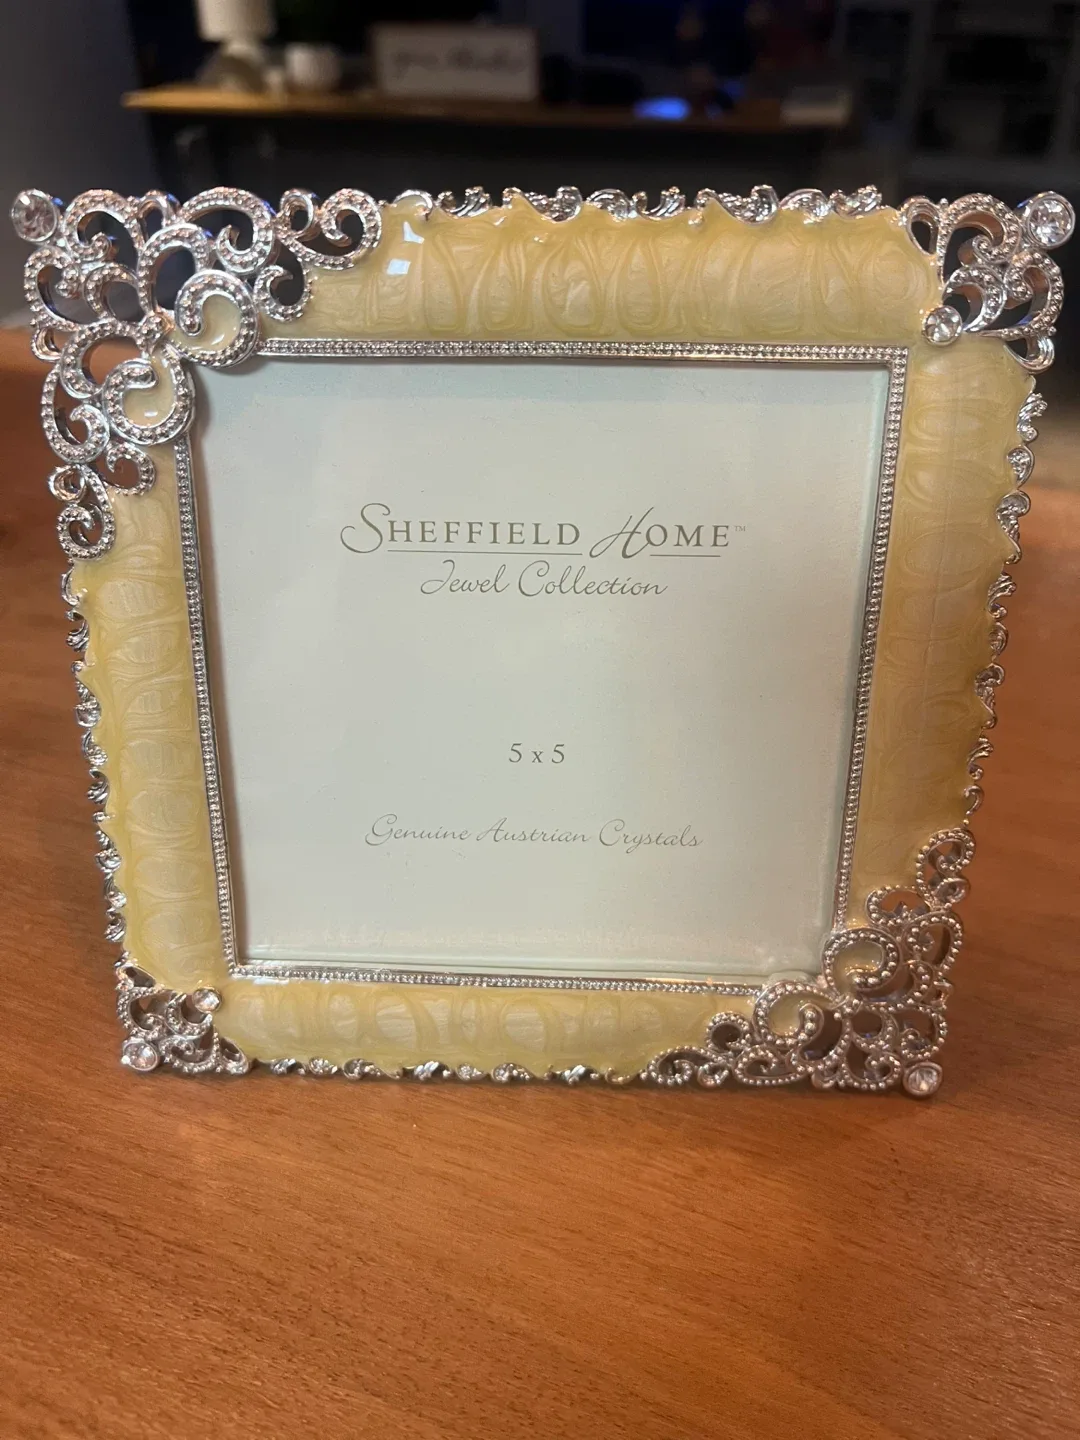 SHEFFIELD HOME™
Jewel Collection
5 x 5
Genuine Austrian Crystals